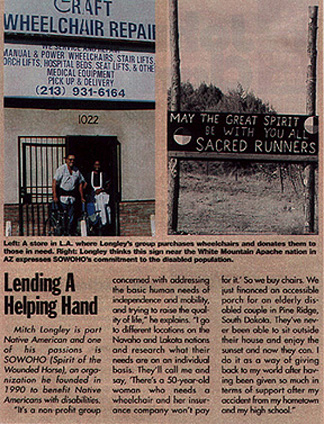 CRAFT
WHEELCHAIR REPAIR
WE SERVICE AND REPAIR
MANUAL & POWER WHEELCHAIRS, STAIR LIFTS
PORCH LIFTS, HOSPITAL BEDS, SEAT LIFTS, & OTHER
MEDICAL EQUIPMENT
PICK UP & DELIVERY
(213) 931-6164
1022
MAY THE GREAT SPIRIT
BE WITH YOU ALL
SACRED RUNNERS
Left: A store in L.A. where Longley's group purchases wheelchairs and donates them to
those in need. Right: Longley thinks this sign near the White Mountain Apache nation in
AZ expresses SOWOHO's commitment to the disabled population.
Lending A
Helping Hand
Mitch Longley is part
Native American and one
of his passions is
SOWOHO (Spirit of the
Wounded Horse), an orga-
nization he founded in
1990 to benefit Native
Americans with disabilities.
"It's a non-profit group
concerned with addressing
the basic human needs of
independence and mobility,
and trying to raise the quali-
ty of life," he explains. "I go
to different locations on the
Navaho and Lakota nations
and research what their
needs are on an individual
basis. They'll call me end
say, 'There's a 50-year-old
woman who needs a
wheelchair and her insur-
ance company won't pay
for it.' So we buy chairs. We
just financed an accessible
porch for an elderly dis-
abled couple in Pine Ridge,
South Dakota. They've nev-
er been able to sit outside
their house and enjoy the
sunset and now they can. I
do it as a way of giving
back to my world after hav-
ing been given so much in
terms of support after my
accident from my hometown
and my high school."